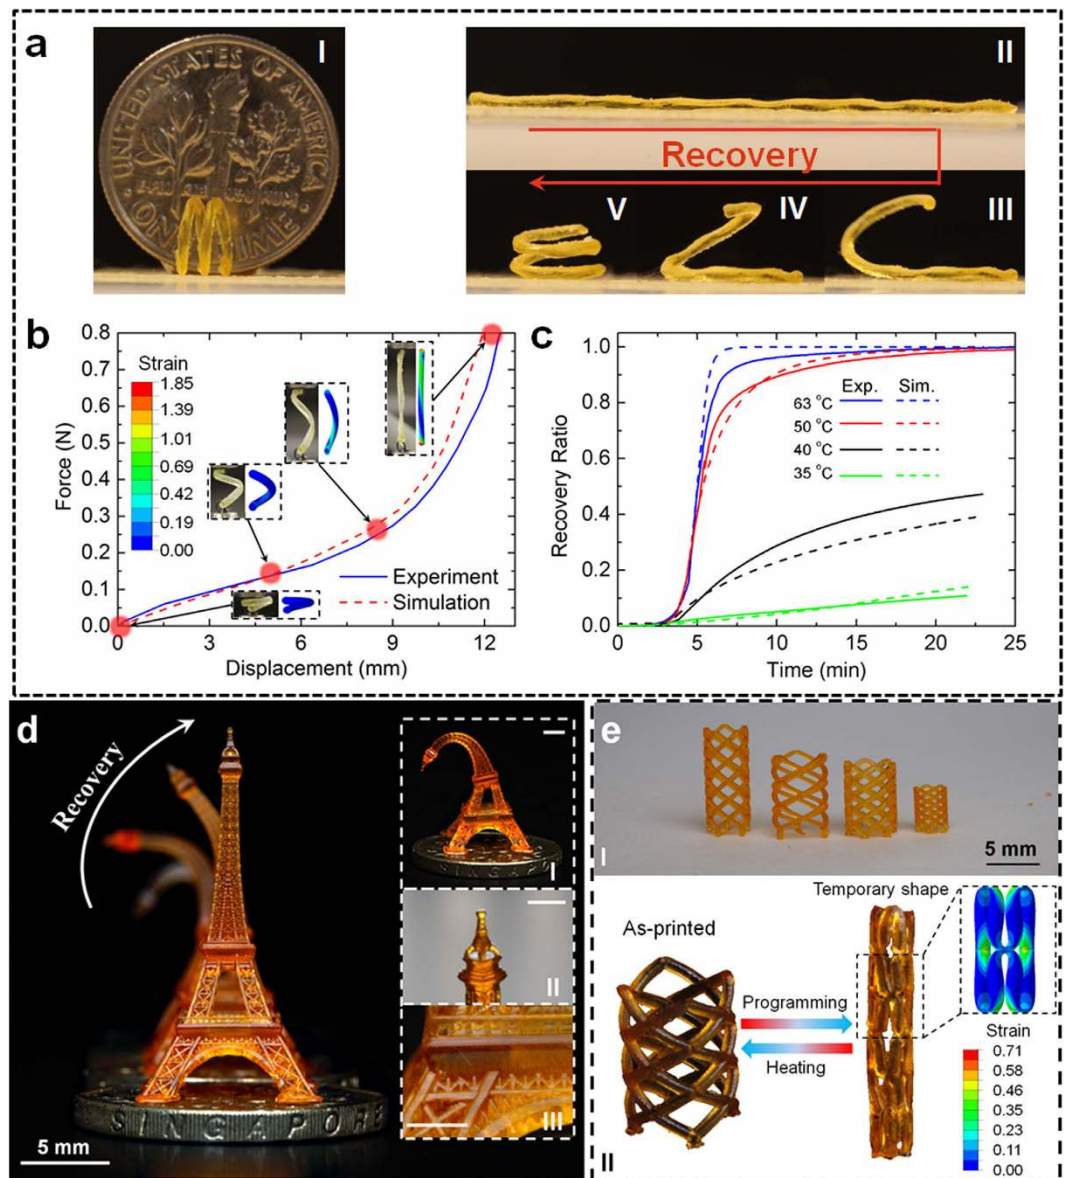 a
I
UNITED STATES OF AMERICA
ON
IME
II
Recovery
V
IV
III
b
Strain
1.85
1.39
1.01
0.69
0.42
0.19
0.00
Force (N)
0.8
0.7
0.6
0.5
0.4
0.3
0.2
0.1
0.0
Experiment
Simulation
0 3 6 9 12
Displacement (mm)
c
Recovery Ratio
1.0
0.8
0.6
0.4
0.2
0.0
Exp. Sim.
63 °C
50 °C
40 °C
35 °C
0 5 10 15 20 25
Time (min)
d
Recovery
SINGAPORE
5 mm
I
SINGAPO
II
III
e
I
5 mm
As-printed
Temporary shape
Programming
Heating
Strain
0.71
0.58
0.46
0.35
0.23
0.11
0.00
II